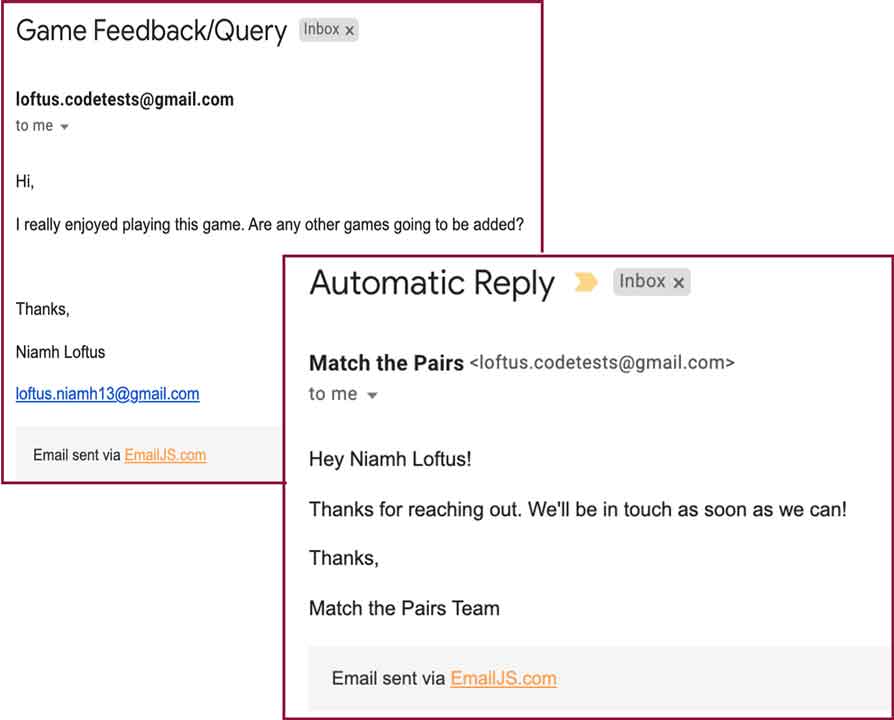 Game Feedback/Query Inbox x
loftus.codetests@gmail.com
to me
Hi,
I really enjoyed playing this game. Are any other games going to be added?
Thanks,
Niamh Loftus
loftus.niamh13@gmail.com
Email sent via EmailJS.com
Automatic Reply Inbox x
Match the Pairs <loftus.codetests@gmail.com>
to me
Hey Niamh Loftus!
Thanks for reaching out. We'll be in touch as soon as we can!
Thanks,
Match the Pairs Team
Email sent via EmailJS.com